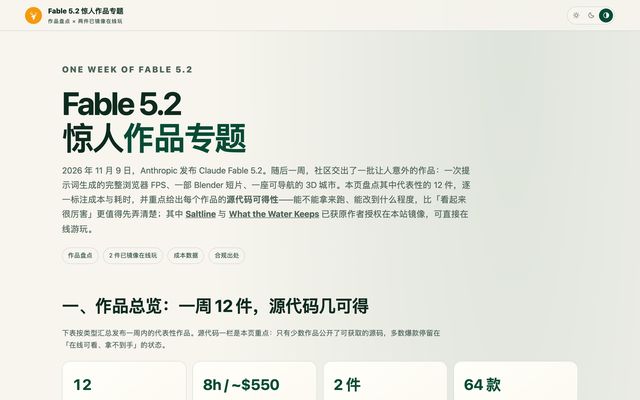 Fable 5.2 惊人作品专题
作品盘点 × 两件已镜像在线玩
ONE WEEK OF FABLE 5.2
Fable 5.2
惊人作品专题
2026 年 11 月 9 日，Anthropic 发布 Claude Fable 5.2。随后一周，社区交出了一批让人意外的作品：一次提
示词生成的完整浏览器 FPS、一部 Blender 短片、一座可导航的 3D 城市。本页盘点其中代表性的 12 件，逐
一标注成本与耗时，并重点给出每个作品的源代码可得性——能不能拿来跑、能改到什么程度，比「看起来
很厉害」更值得先弄清楚；其中 Saltline 与 What the Water Keeps 已获原作者授权在本站镜像，可直接在
线游玩。
作品盘点
2 件已镜像在线玩
成本数据
合规出处
一、作品总览：一周 12 件，源代码几可得
下表按类型汇总发布一周内的代表性作品。源代码一栏是本页重点：只有少数作品公开了可获取的源码，多数爆款停留在
「在线可看、拿不到手」的状态。
12
8h / ~$550
2 件
64 款